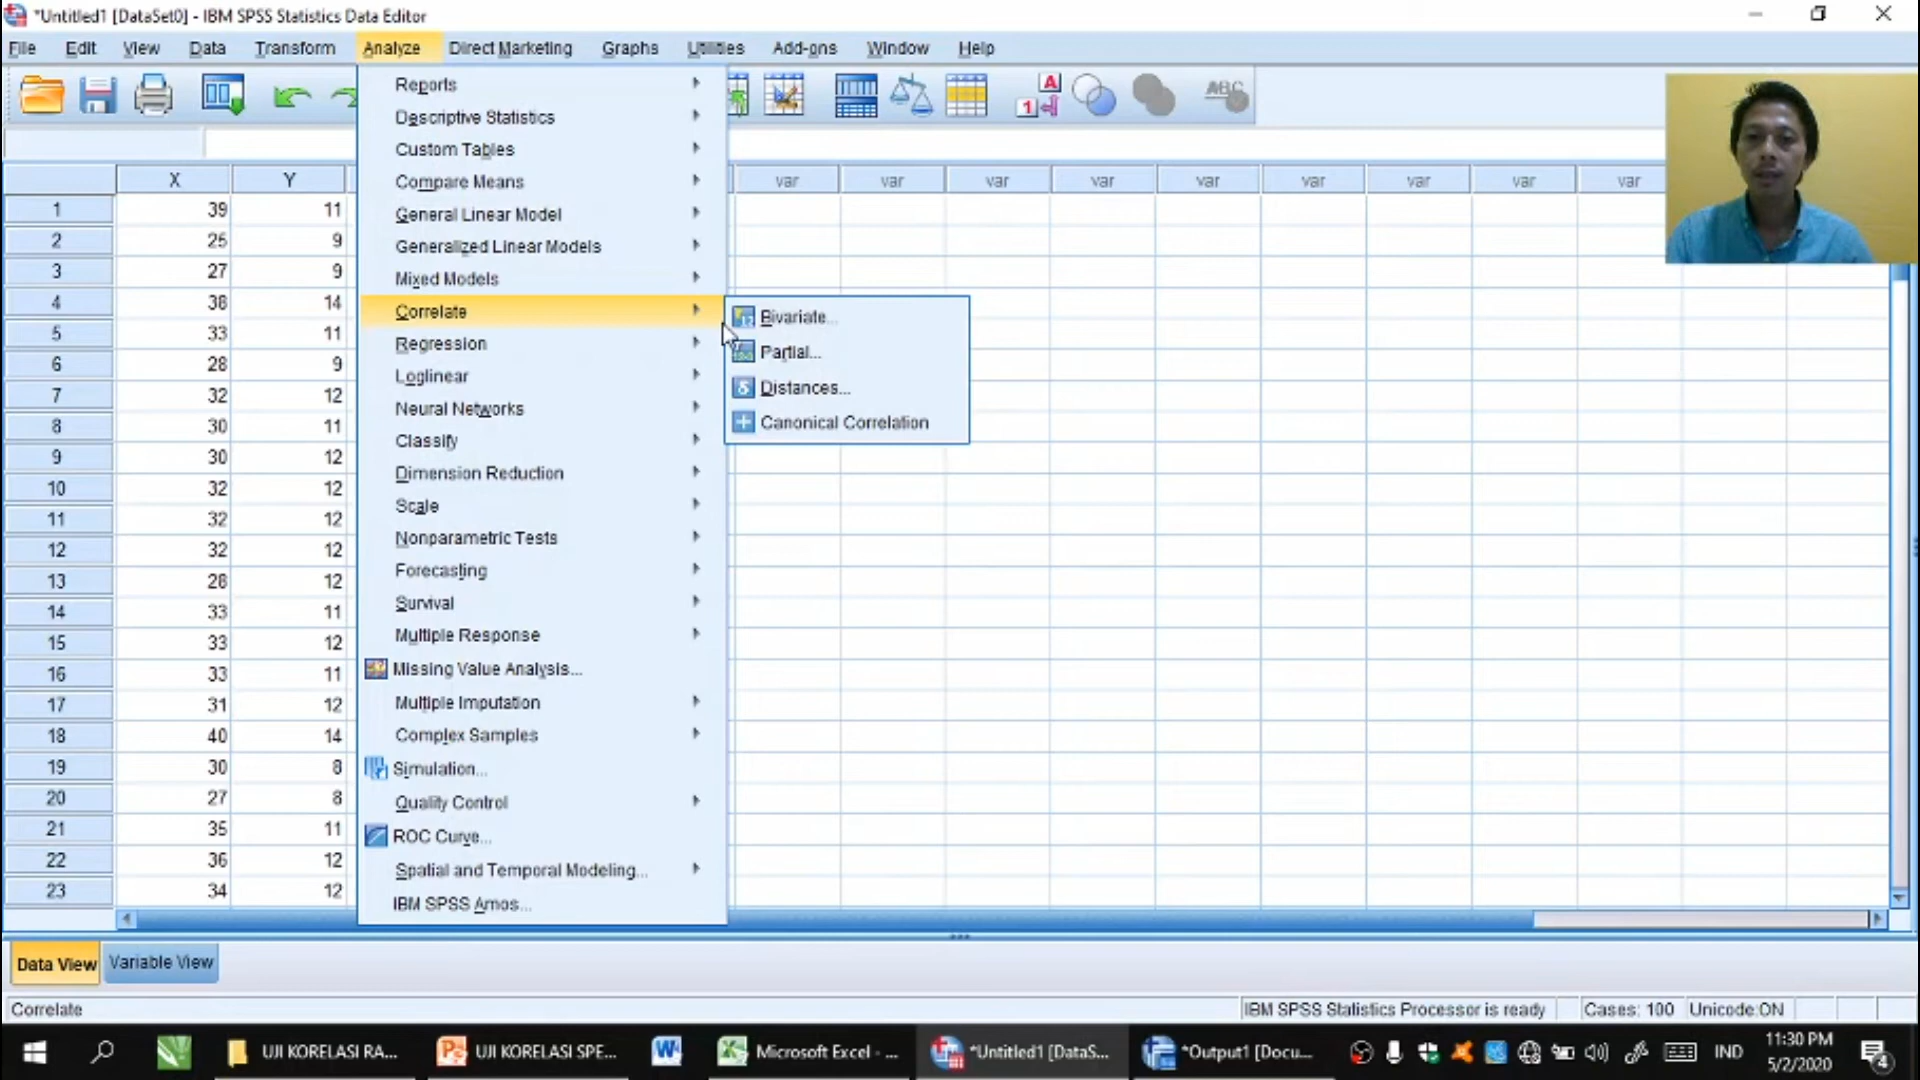 *Untitled1 [DataSet0] - IBM SPSS Statistics Data Editor
File Edit View Data Transform Analyze Direct Marketing Graphs Utilities Add-ons Window Help
A
1
ABC
Reports
Descriptive Statistics
Custom Tables
Compare Means
General Linear Model
Generalized Linear Models
Mixed Models
Correlate
Regression
Loglinear
Neural Networks
Classify
Dimension Reduction
Scale
Nonparametric Tests
Forecasting
Survival
Multiple Response
Missing Value Analysis...
Multiple Imputation
Complex Samples
Simulation...
Quality Control
ROC Curve...
Spatial and Temporal Modeling...
IBM SPSS Amos...
Bivariate...
Partial...
Distances...
Canonical Correlation
X Y var var var var var var var var var
1 39 11
2 25 9
3 27 9
4 38 14
5 33 11
6 28 9
7 32 12
8 30 11
9 30 12
10 32 12
11 32 12
12 32 12
13 28 12
14 33 11
15 33 12
16 33 11
17 31 12
18 40 14
19 30 8
20 27 8
21 35 11
22 36 12
23 34 12
Data View Variable View
Correlate IBM SPSS Statistics Processor is ready Cases: 100 Unicode:ON
UJI KORELASI RA... UJI KORELASI SPE... Microsoft Excel - ... *Untitled1 [DataS... *Output1 [Docu... IND 11:30 PM
5/2/2020
4